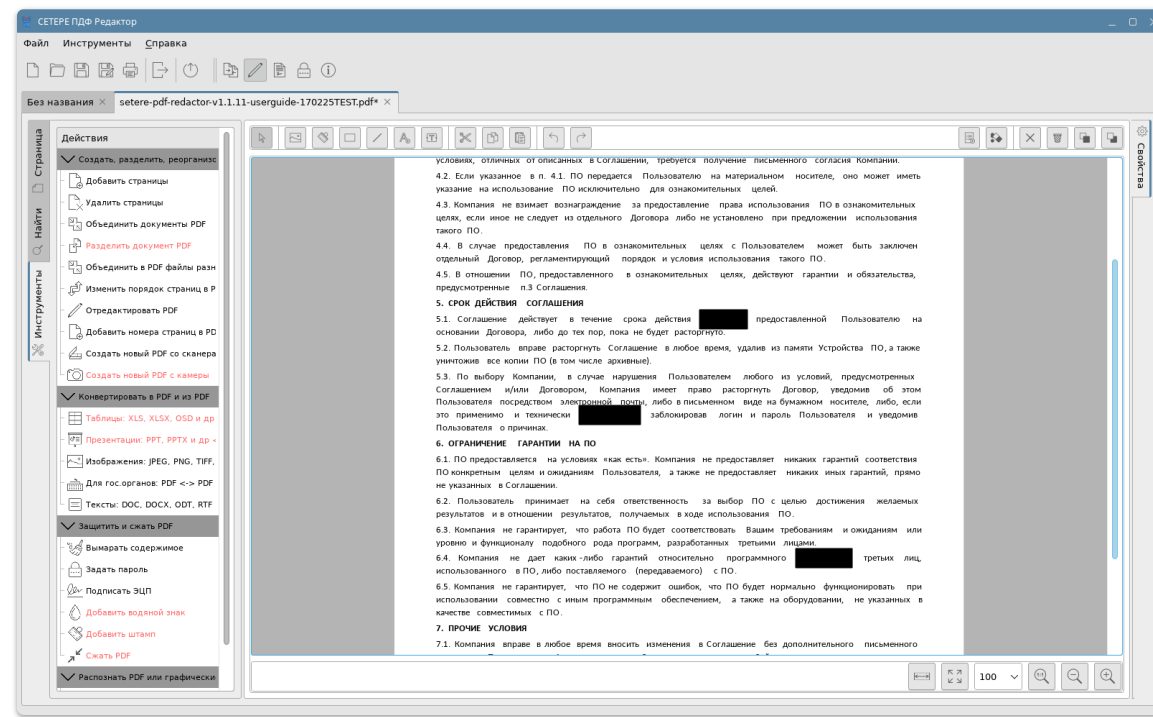 СЕТЕРЕ ПДФ Редактор
Файл Инструменты Справка
Без названия × setere-pdf-redactor-v1.1.11-userguide-170225TEST.pdf* ×
Страница
Найти
Инструменты
Действия
Создать, разделить, реорганизс
Добавить страницы
Удалить страницы
Объединить документы PDF
Разделить документ PDF
Объединить в PDF файлы разн
Изменить порядок страниц в P
Отредактировать PDF
Добавить номера страниц в PD
Создать новый PDF со сканера
Создать новый PDF с камеры
Конвертировать в PDF и из PDF
Таблицы: XLS, XLSX, OSD и др
Презентации: PPT, PPTX и др <
Изображения: JPEG, PNG, TIFF,
Для гос.органов: PDF <-> PDF
Тексты: DOC, DOCX, ODT, RTF
Защитить и сжать PDF
Вымарать содержимое
Задать пароль
Подписать ЭЦП
Добавить водяной знак
Добавить штамп
Сжать PDF
Распознать PDF или графически
условиях, отличных от описанных в Соглашении, требуется получение письменного согласия Компании.
4.2. Если указанное в п. 4.1. ПО передается Пользователю на материальном носителе, оно может иметь
указание на использование ПО исключительно для ознакомительных целей.
4.3. Компания не взимает вознаграждение за предоставление права использования ПО в ознакомительных
целях, если иное не следует из отдельного Договора либо не установлено при предложении использования
такого ПО.
4.4. В случае предоставления ПО в ознакомительных целях с Пользователем может быть заключен
отдельный Договор, регламентирующий порядок и условия использования такого ПО.
4.5. В отношении ПО, предоставленного в ознакомительных целях, действуют гарантии и обязательства,
предусмотренные п.3 Соглашения.
5. СРОК ДЕЙСТВИЯ СОГЛАШЕНИЯ
5.1. Соглашение действует в течение срока действия предоставленной Пользователю на
основании Договора, либо до тех пор, пока не будет расторгнуто.
5.2. Пользователь вправе расторгнуть Соглашение в любое время, удалив из памяти Устройства ПО, а также
уничтожив все копии ПО (в том числе архивные).
5.3. По выбору Компании, в случае нарушения Пользователем любого из условий, предусмотренных
Соглашением и/или Договором, Компания имеет право расторгнуть Договор, уведомив об этом
Пользователя посредством электронной почты, либо в письменном виде на бумажном носителе, либо, если
это применимо и технически заблокировав логин и пароль Пользователя и уведомив
Пользователя о причинах.
6. ОГРАНИЧЕНИЕ ГАРАНТИИ НА ПО
6.1. ПО предоставляется на условиях «как есть». Компания не предоставляет никаких гарантий соответствия
ПО конкретным целям и ожиданиям Пользователя, а также не предоставляет никаких иных гарантий, прямо
не указанных в Соглашении.
6.2. Пользователь принимает на себя ответственность за выбор ПО с целью достижения желаемых
результатов и в отношении результатов, получаемых в ходе использования ПО.
6.3. Компания не гарантирует, что работа ПО будет соответствовать Вашим требованиям и ожиданиям или
уровню и функционалу подобного рода программ, разработанных третьими лицами.
6.4. Компания не дает каких-либо гарантий относительно программного третьих лиц,
использованного в ПО, либо поставляемого (передаваемого) с ПО.
6.5. Компания не гарантирует, что ПО не содержит ошибок, что ПО будет нормально функционировать при
использовании совместно с иным программным обеспечением, а также на оборудовании, не указанных в
качестве совместимых с ПО.
7. ПРОЧИЕ УСЛОВИЯ
7.1. Компания вправе в любое время вносить изменения в Соглашение без дополнительного письменного
100
Свойства